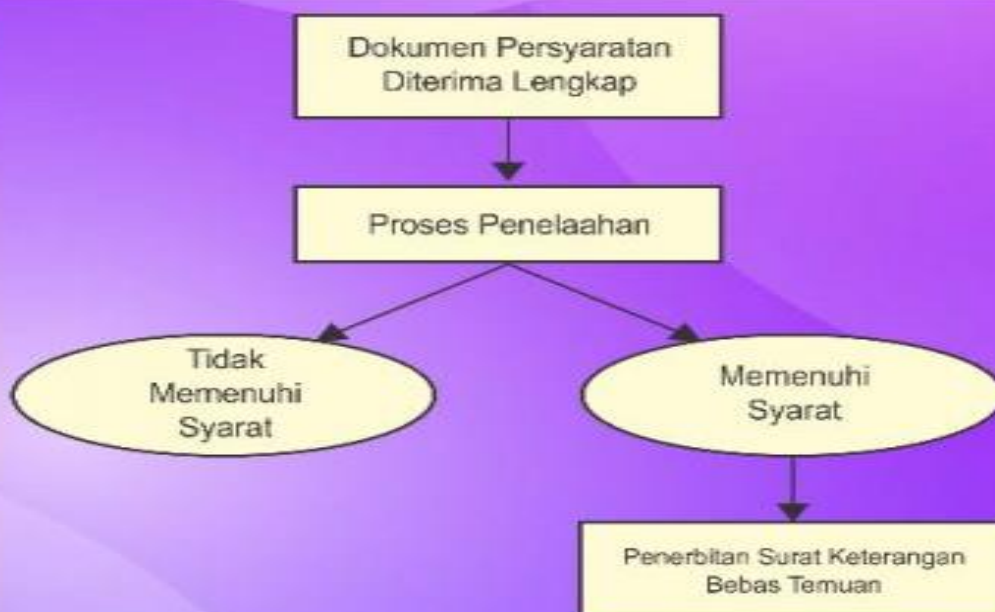 Dokumen Persyaratan
Diterima Lengkap
Proses Penelaahan
Tidak
Memenuhi
Syarat
Memenuhi
Syarat
Penerbitan Surat Keterangan
Bebas Temuan